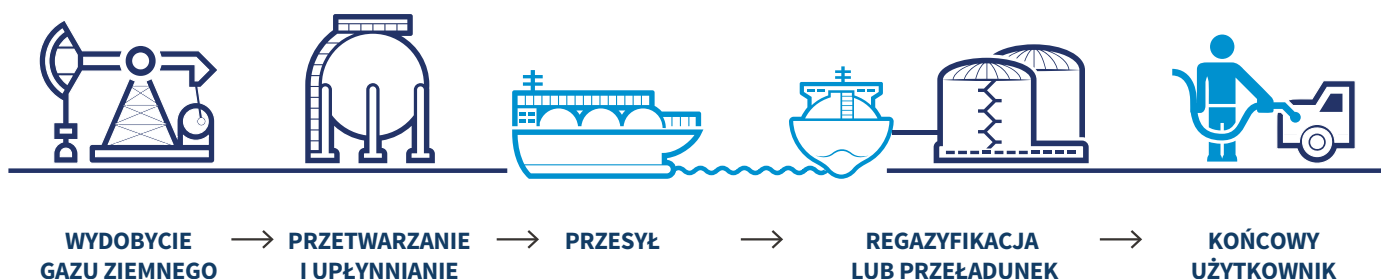 WYDOBYCIE
GAZU ZIEMNEGO
PRZETWARZANIE
I UPŁYNNIANIE
PRZESYŁ
REGAZYFIKACJA
LUB PRZEŁADUNEK
KOŃCOWY
UŻYTKOWNIK